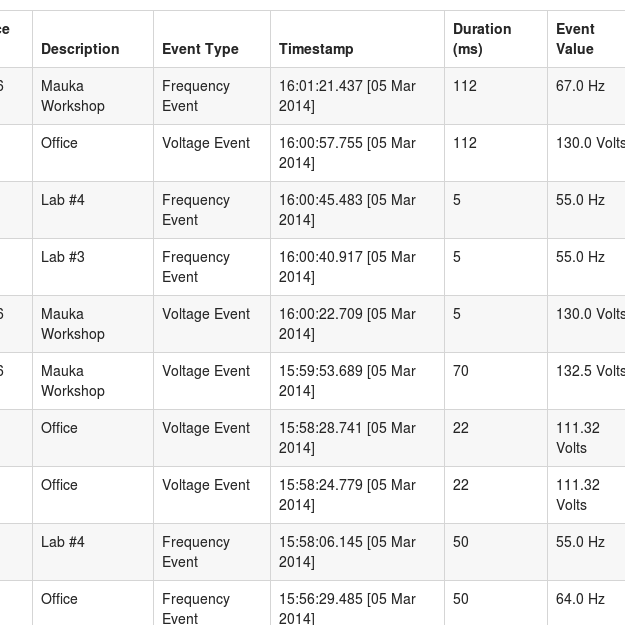 ce Description Event Type Timestamp Duration (ms) Event Value
6 Mauka Workshop Frequency Event 16:01:21.437 [05 Mar 2014] 112 67.0 Hz
Office Voltage Event 16:00:57.755 [05 Mar 2014] 112 130.0 Volts
Lab #4 Frequency Event 16:00:45.483 [05 Mar 2014] 5 55.0 Hz
Lab #3 Frequency Event 16:00:40.917 [05 Mar 2014] 5 55.0 Hz
6 Mauka Workshop Voltage Event 16:00:22.709 [05 Mar 2014] 5 130.0 Volts
6 Mauka Workshop Voltage Event 15:59:53.689 [05 Mar 2014] 70 132.5 Volts
Office Voltage Event 15:58:28.741 [05 Mar 2014] 22 111.32 Volts
Office Voltage Event 15:58:24.779 [05 Mar 2014] 22 111.32 Volts
Lab #4 Frequency Event 15:58:06.145 [05 Mar 2014] 50 55.0 Hz
Office Frequency Event 15:56:29.485 [05 Mar 2014] 50 64.0 Hz